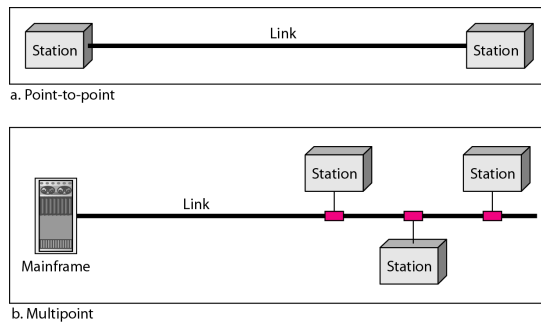 Station
Link
Station
a. Point-to-point
Station
Station
Link
Mainframe
Station
b. Multipoint